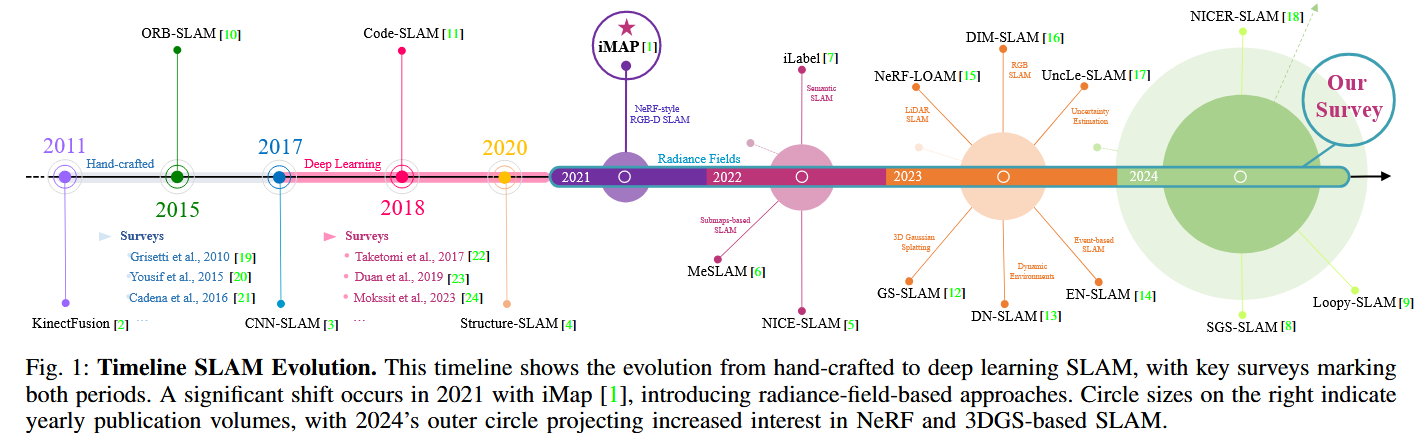 ORB-SLAM [10]
Code-SLAM [11]
iMAP [1]
iLabel [7]
DIM-SLAM [16]
NeRF-LOAM [15]
UncLe-SLAM [17]
NICER-SLAM [18]
Our
Survey
NeRF-style
RGB-D SLAM
Semantic
SLAM
LiDAR
SLAM
RGB
SLAM
Uncertainty
Estimation
2011
Hand-crafted
2017
Deep Learning
2020
Radiance Fields
2021
2022
2023
2024
2015
2018
Surveys
Grisetti et al., 2010 [19]
Yousif et al., 2015 [20]
Cadena et al., 2016 [21]
...
Surveys
Taketomi et al., 2017 [22]
Duan et al., 2019 [23]
Mokssit et al., 2023 [24]
...
Submaps-based
SLAM
3D Gaussian
Splatting
Dynamic
Environments
Event-based
SLAM
KinectFusion [2]
CNN-SLAM [3]
Structure-SLAM [4]
MeSLAM [6]
NICE-SLAM [5]
GS-SLAM [12]
DN-SLAM [13]
EN-SLAM [14]
SGS-SLAM [8]
Loopy-SLAM [9]
Fig. 1: Timeline SLAM Evolution. This timeline shows the evolution from hand-crafted to deep learning SLAM, with key surveys marking
both periods. A significant shift occurs in 2021 with iMap [1], introducing radiance-field-based approaches. Circle sizes on the right indicate
yearly publication volumes, with 2024's outer circle projecting increased interest in NeRF and 3DGS-based SLAM.